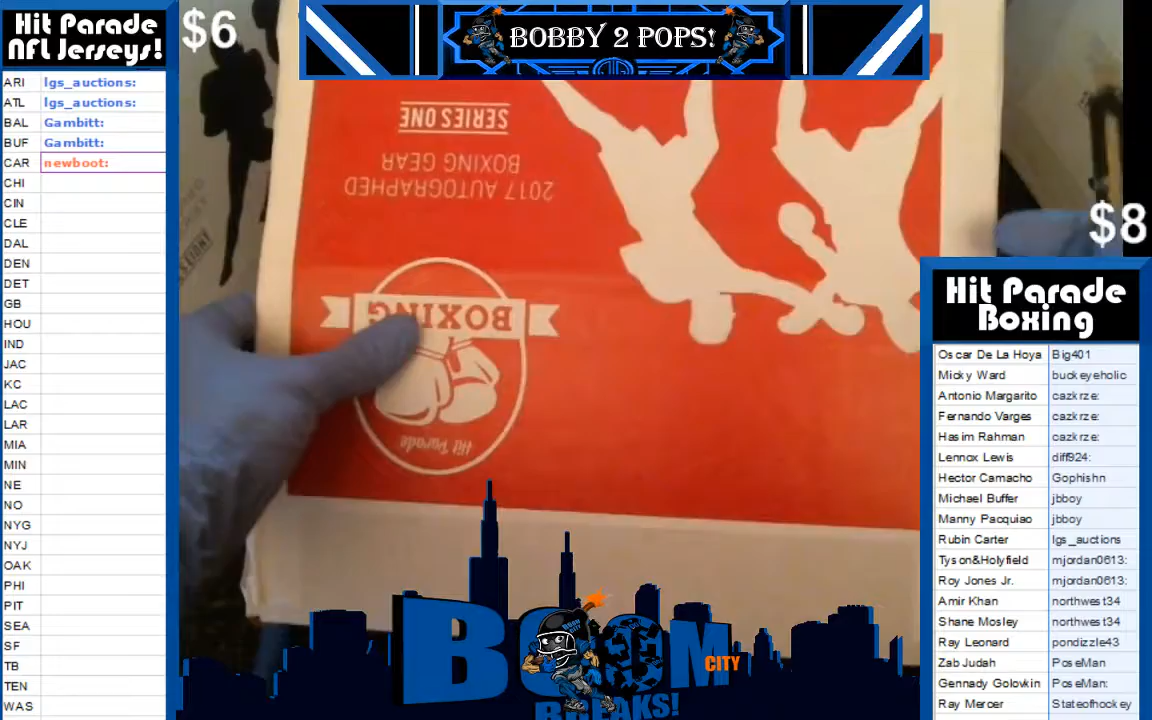 Hit Parade
NFL Jerseys!
$6
BOBBY 2 POPS!
ARI lgs_auctions:
ATL lgs_auctions:
BAL Gambitt:
BUF Gambitt:
CAR newboot:
CHI
CIN
CLE
DAL
DEN
DET
GB
HOU
IND
JAC
KC
LAC
LAR
MIA
MIN
NE
NO
NYG
NYJ
OAK
PHI
PIT
SEA
SF
TB
TEN
WAS
SERIES ONE
BOXING GEAR
2017 AUTOGRAPHED
BOXING
Hit Parade
$8
Hit Parade
Boxing
Oscar De La Hoya Big401
Micky Ward buckeyeholic
Antonio Margarito cazkrze:
Fernando Varges cazkrze:
Hasim Rahman cazkrze:
Lennox Lewis diff924:
Hector Camacho Gophishn
Michael Buffer jbboy
Manny Pacquiao jbboy
Rubin Carter lgs_auctions
Tyson&Holyfield mjordan0613:
Roy Jones Jr. mjordan0613:
Amir Khan northwest34
Shane Mosley northwest34
Ray Leonard pondizzle43
Zab Judah PoseMan
Gennady Golovkin PoseMan:
Ray Mercer Stateofhockey
BOOM
CITY
BREAKS!